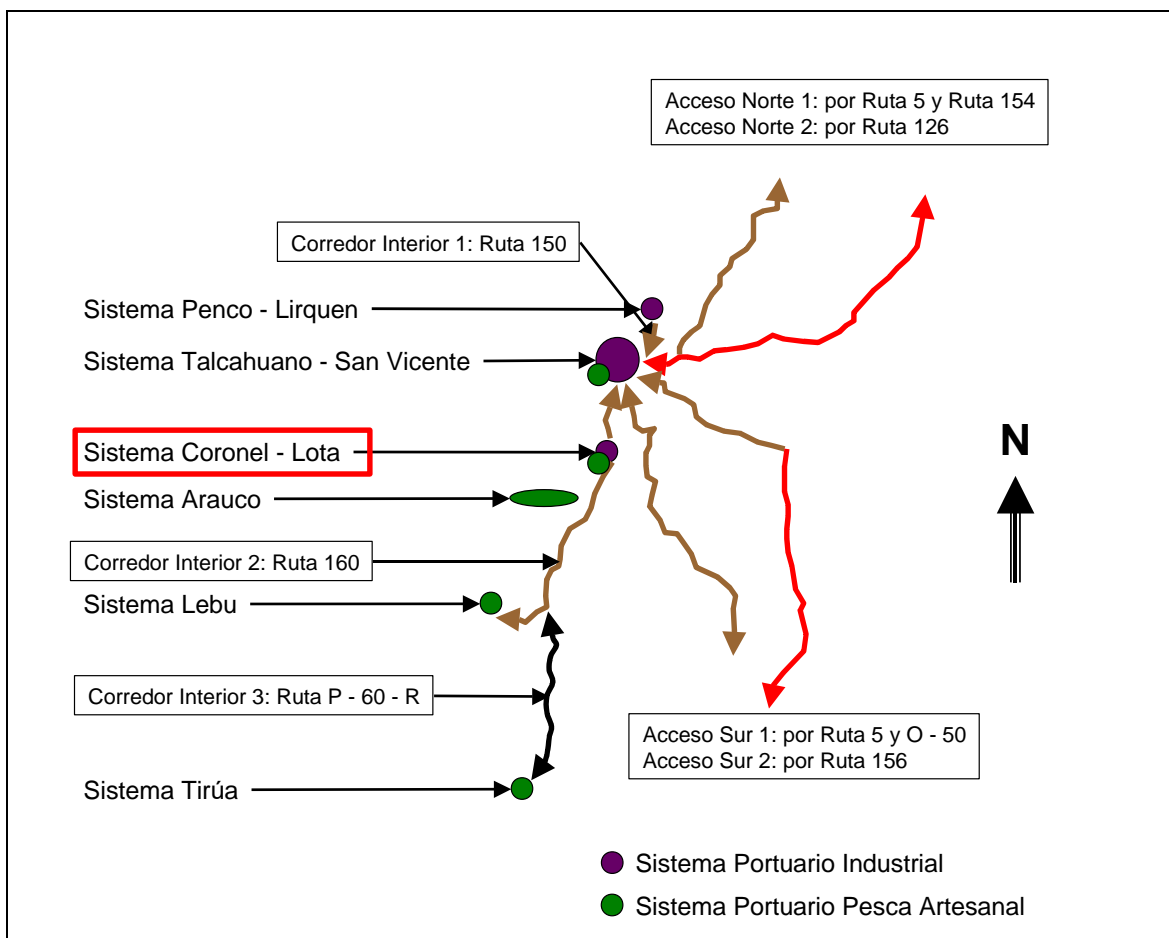 Acceso Norte 1: por Ruta 5 y Ruta 154
Acceso Norte 2: por Ruta 126
Corredor Interior 1: Ruta 150
Sistema Penco - Lirquen
Sistema Talcahuano - San Vicente
Sistema Coronel - Lota
N
Sistema Arauco
Corredor Interior 2: Ruta 160
Sistema Lebu
Corredor Interior 3: Ruta P - 60 - R
Acceso Sur 1: por Ruta 5 y O - 50
Acceso Sur 2: por Ruta 156
Sistema Tirúa
Sistema Portuario Industrial
Sistema Portuario Pesca Artesanal